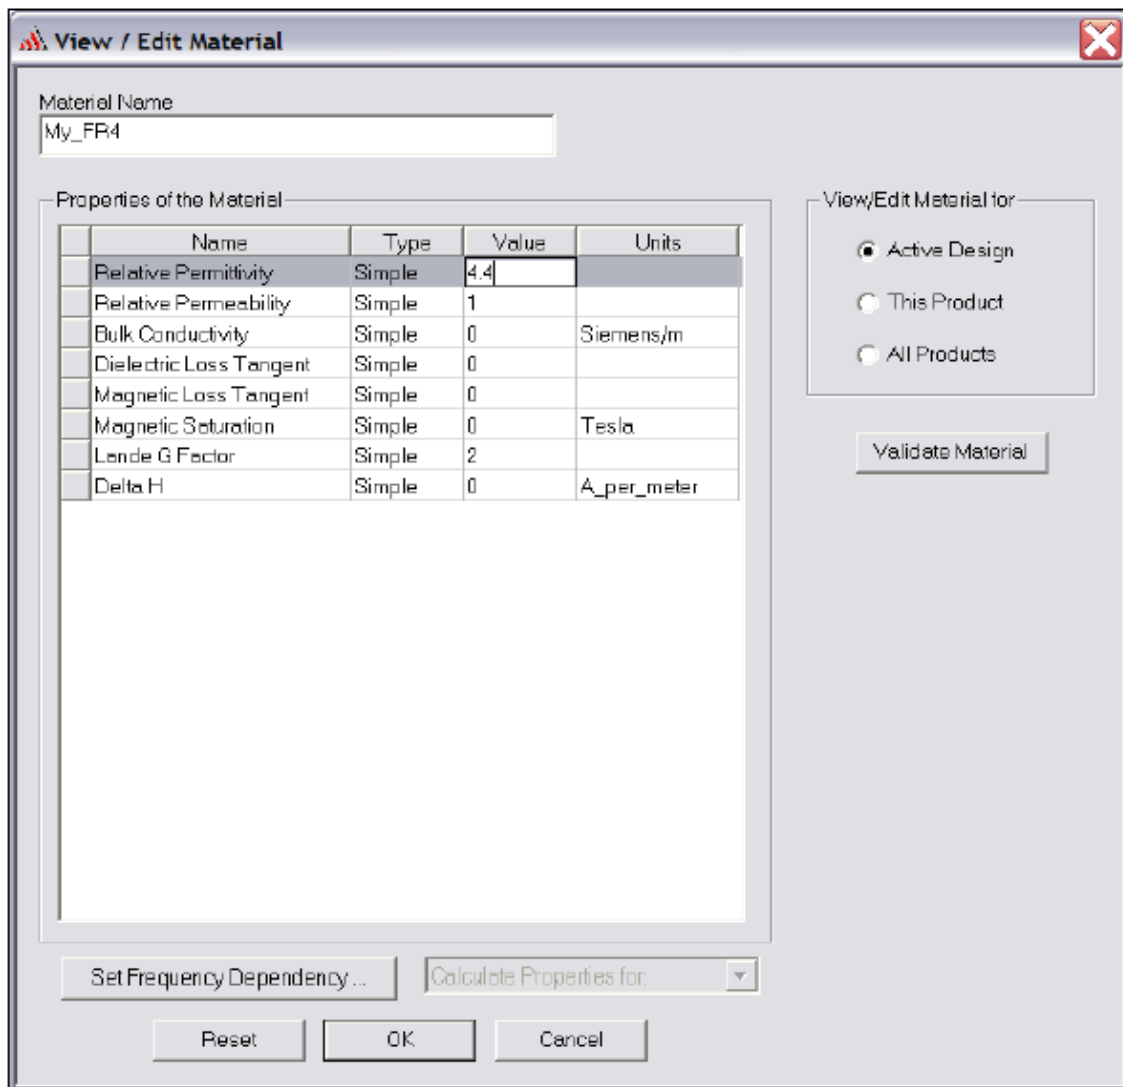 View / Edit Material
Material Name
My_FR4
Properties of the Material
View/Edit Material for
Name Type Value Units
Relative Permittivity Simple 4.4
Relative Permeability Simple 1
Bulk Conductivity Simple 0 Siemens/m
Dielectric Loss Tangent Simple 0
Magnetic Loss Tangent Simple 0
Magnetic Saturation Simple 0 Tesla
Lande G Factor Simple 2
Delta H Simple 0 A_per_meter
Active Design
This Product
All Products
Validate Material
Set Frequency Dependency ...
Calculate Properties for:
Reset OK Cancel